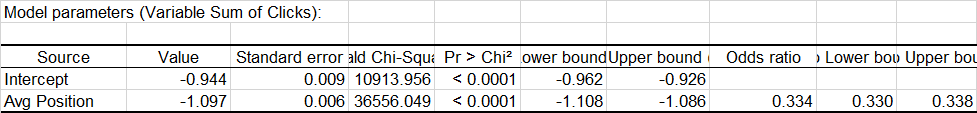 Model parameters (Variable Sum of Clicks):
Source Value Standard error Chi-Squa Pr > Chi² bound Upper bound ( Odds ratio Lower bou Upper bou
Intercept -0.944 0.009 10913.956 < 0.0001 -0.962 -0.926
Avg Position -1.097 0.006 36556.049 < 0.0001 -1.108 -1.086 0.334 0.330 0.338